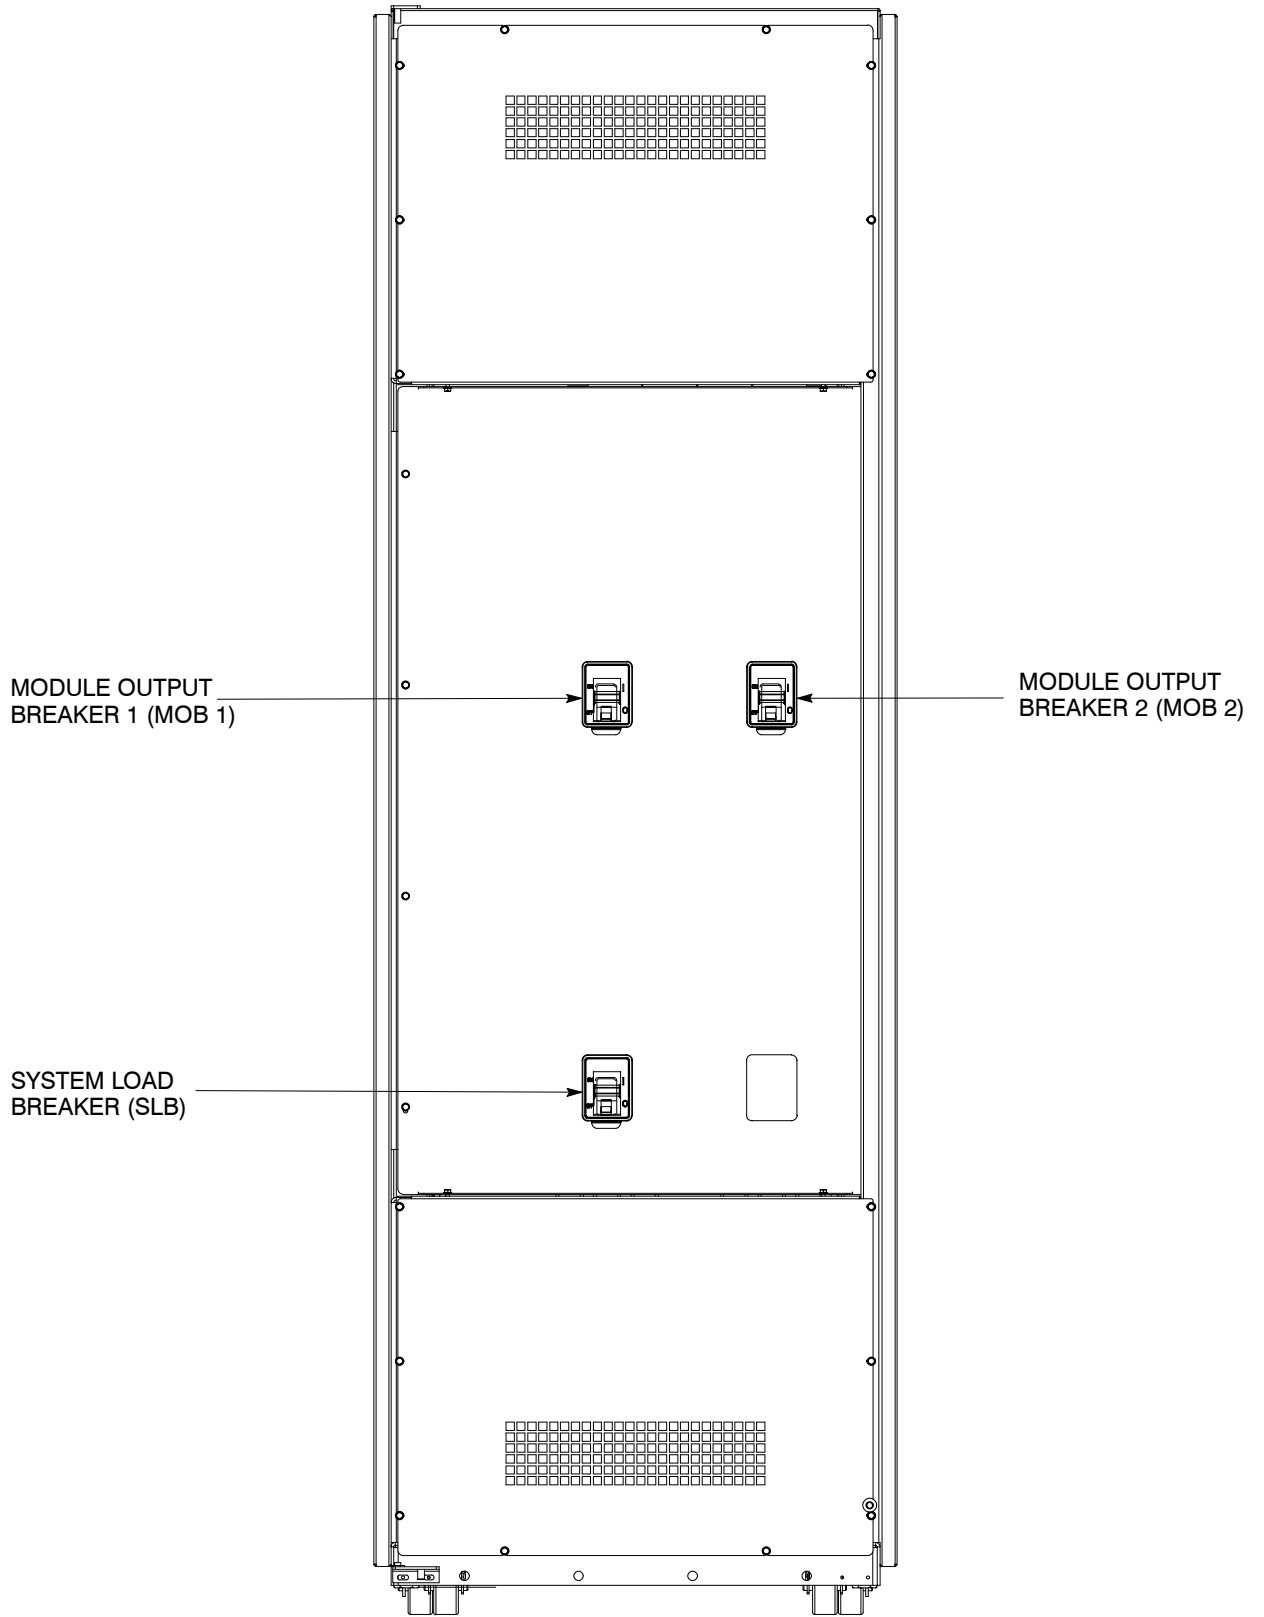 MODULE OUTPUT
BREAKER 1 (MOB 1)
MODULE OUTPUT
BREAKER 2 (MOB 2)
SYSTEM LOAD
BREAKER (SLB)